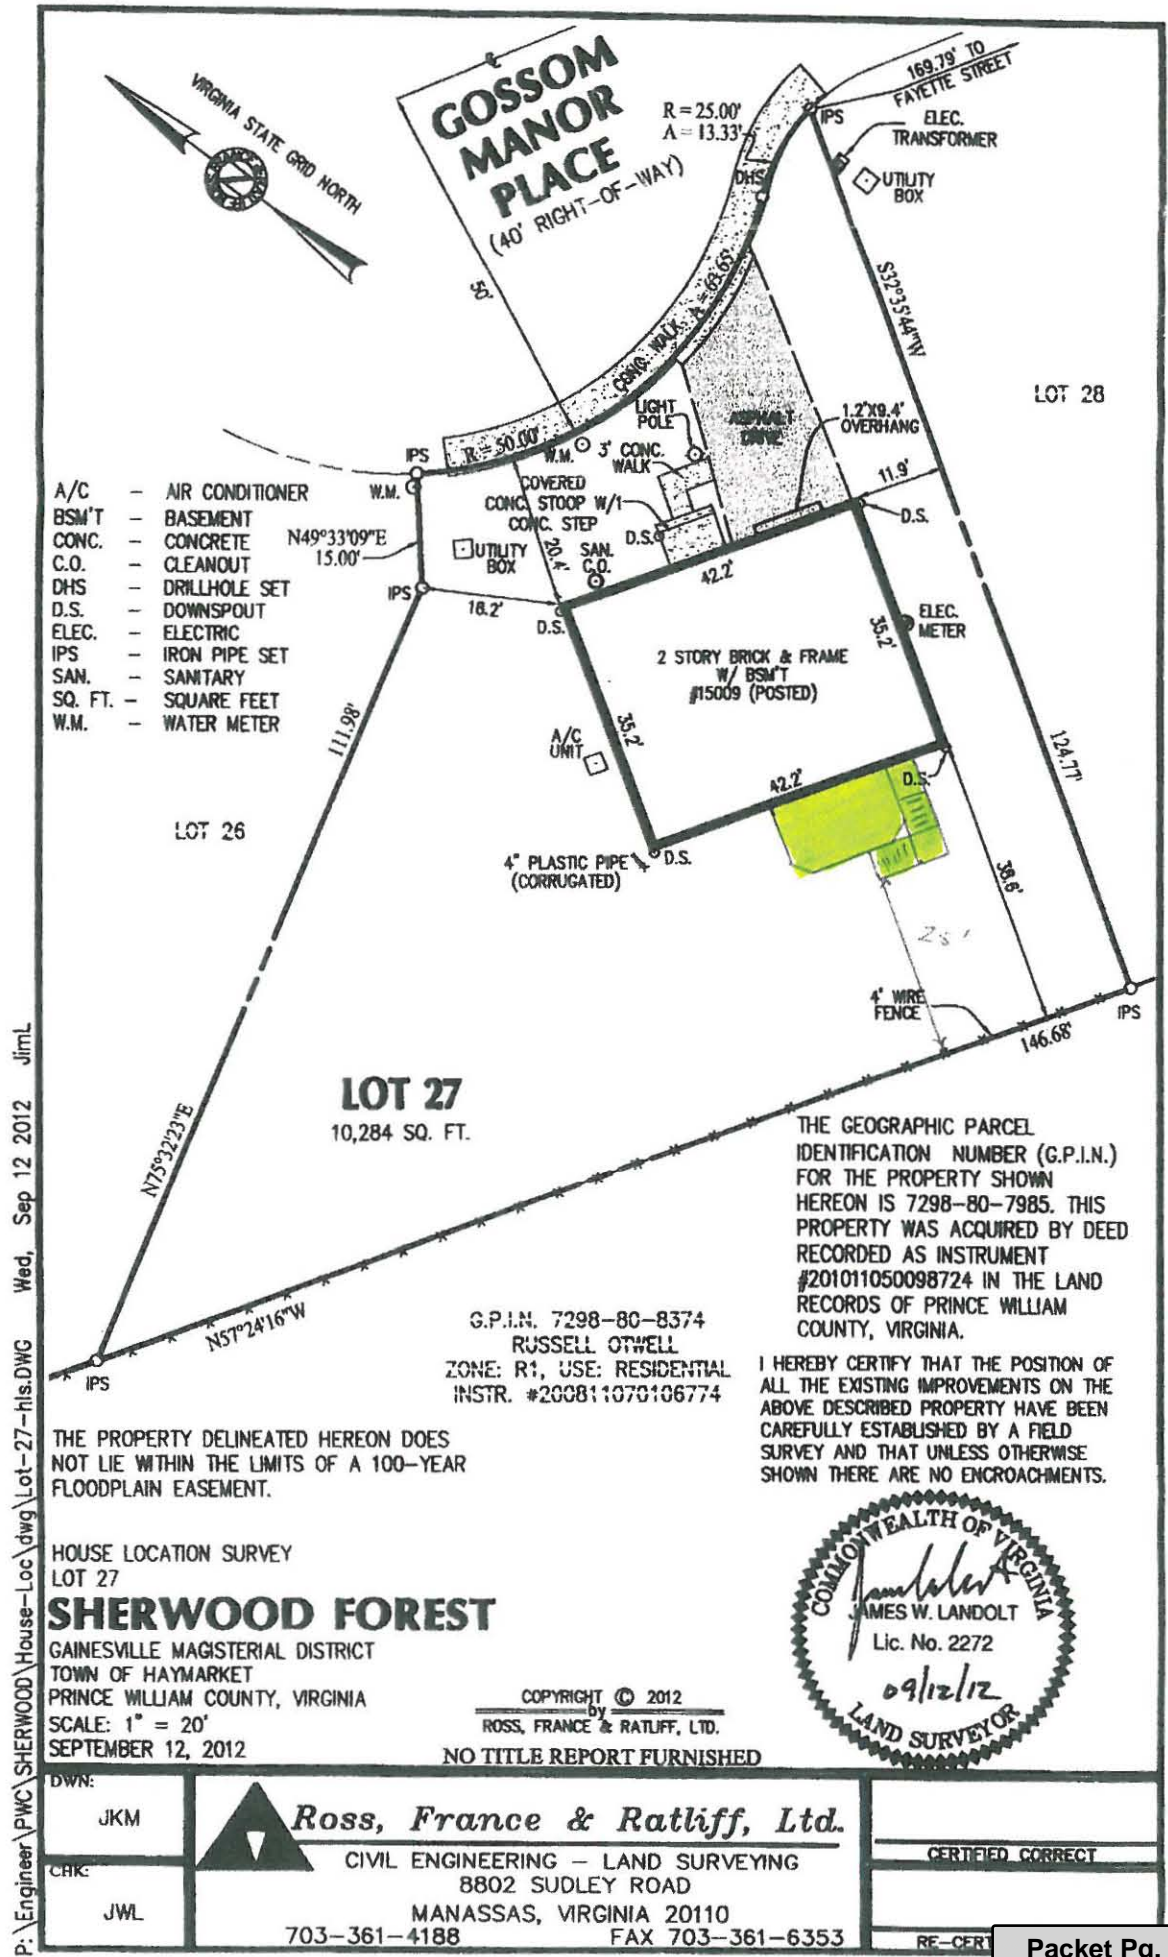 VIRGINIA STATE GRID NORTH
GOSSOM
MANOR
PLACE
(40' RIGHT-OF-WAY)
50'
R = 25.00'
A = 13.33'
DHS
IPS
169.79' TO
FAYETTE STREET
ELEC.
TRANSFORMER
UTILITY
BOX
S32°35'44"W
LOT 28
CONC. WALK
A = 63.65'
R = 50.00'
IPS
W.M.
W.M.
LIGHT
POLE
3' CONC.
WALK
ASPHALT
DRIVE
1.2'X9.4'
OVERHANG
11.9'
D.S.
COVERED
CONC. STOOP W/1
CONC. STEP
D.S.
N49°33'09"E
15.00'
UTILITY
BOX
20.4'
SAN.
C.O.
42.2'
IPS
18.2'
D.S.
A/C – AIR CONDITIONER
BSM'T – BASEMENT
CONC. – CONCRETE
C.O. – CLEANOUT
DHS – DRILLHOLE SET
D.S. – DOWNSPOUT
ELEC. – ELECTRIC
IPS – IRON PIPE SET
SAN. – SANITARY
SQ. FT. – SQUARE FEET
W.M. – WATER METER
ELEC.
METER
35.2'
2 STORY BRICK & FRAME
W/ BSM'T
#15009 (POSTED)
35.2'
A/C
UNIT
111.98'
124.77'
42.2'
D.S.
LOT 26
4" PLASTIC PIPE
(CORRUGATED)
D.S.
38.6'
4' WIRE
FENCE
IPS
146.68'
LOT 27
10,284 SQ. FT.
N75°32'23"E
N57°24'16"W
IPS
THE GEOGRAPHIC PARCEL
IDENTIFICATION NUMBER (G.P.I.N.)
FOR THE PROPERTY SHOWN
HEREON IS 7298-80-7985. THIS
PROPERTY WAS ACQUIRED BY DEED
RECORDED AS INSTRUMENT
#201011050098724 IN THE LAND
RECORDS OF PRINCE WILLIAM
COUNTY, VIRGINIA.
G.P.I.N. 7298-80-8374
RUSSELL OTWELL
ZONE: R1, USE: RESIDENTIAL
INSTR. #200811070106774
I HEREBY CERTIFY THAT THE POSITION OF
ALL THE EXISTING IMPROVEMENTS ON THE
ABOVE DESCRIBED PROPERTY HAVE BEEN
CAREFULLY ESTABLISHED BY A FIELD
SURVEY AND THAT UNLESS OTHERWISE
SHOWN THERE ARE NO ENCROACHMENTS.
THE PROPERTY DELINEATED HEREON DOES
NOT LIE WITHIN THE LIMITS OF A 100-YEAR
FLOODPLAIN EASEMENT.
HOUSE LOCATION SURVEY
LOT 27
SHERWOOD FOREST
GAINESVILLE MAGISTERIAL DISTRICT
TOWN OF HAYMARKET
PRINCE WILLIAM COUNTY, VIRGINIA
SCALE: 1" = 20'
SEPTEMBER 12, 2012
COPYRIGHT © 2012
by
ROSS, FRANCE & RATLIFF, LTD.
NO TITLE REPORT FURNISHED
COMMONWEALTH OF VIRGINIA
JAMES W. LANDOLT
Lic. No. 2272
09/12/12
LAND SURVEYOR
DWN:
JKM
CHK:
JWL
Ross, France & Ratliff, Ltd.
CIVIL ENGINEERING – LAND SURVEYING
8802 SUDLEY ROAD
MANASSAS, VIRGINIA 20110
703-361-4188 FAX 703-361-6353
CERTIFIED CORRECT
RE-CERT
Packet Pg.
P:\Engineer\PWC\SHERWOOD\House-Loc\dwg\Lot-27-hls.DWG Wed, Sep 12 2012 JimL